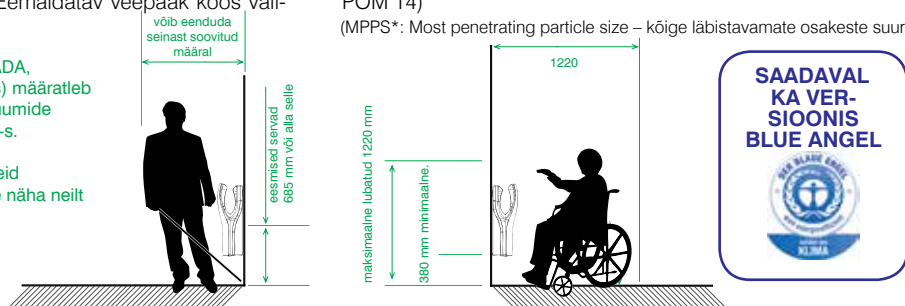 Eemaldatav veepaak koos väli-
POM 14)
(MPPS*: Most penetrating particle size – kõige läbistavamate osakeste suur
võib eenduda
seinast soovitud
määral
ADA,
s) määratleb
uumide
-s.
eid
e näha neilt
eesmised servad
685 mm või alla selle
maksimaalne lubatud 1220 mm
380 mm minimaalne.
1220
SAADAVAL
KA VER-
SIOONIS
BLUE ANGEL
DER BLAUE ENGEL
KLIMA